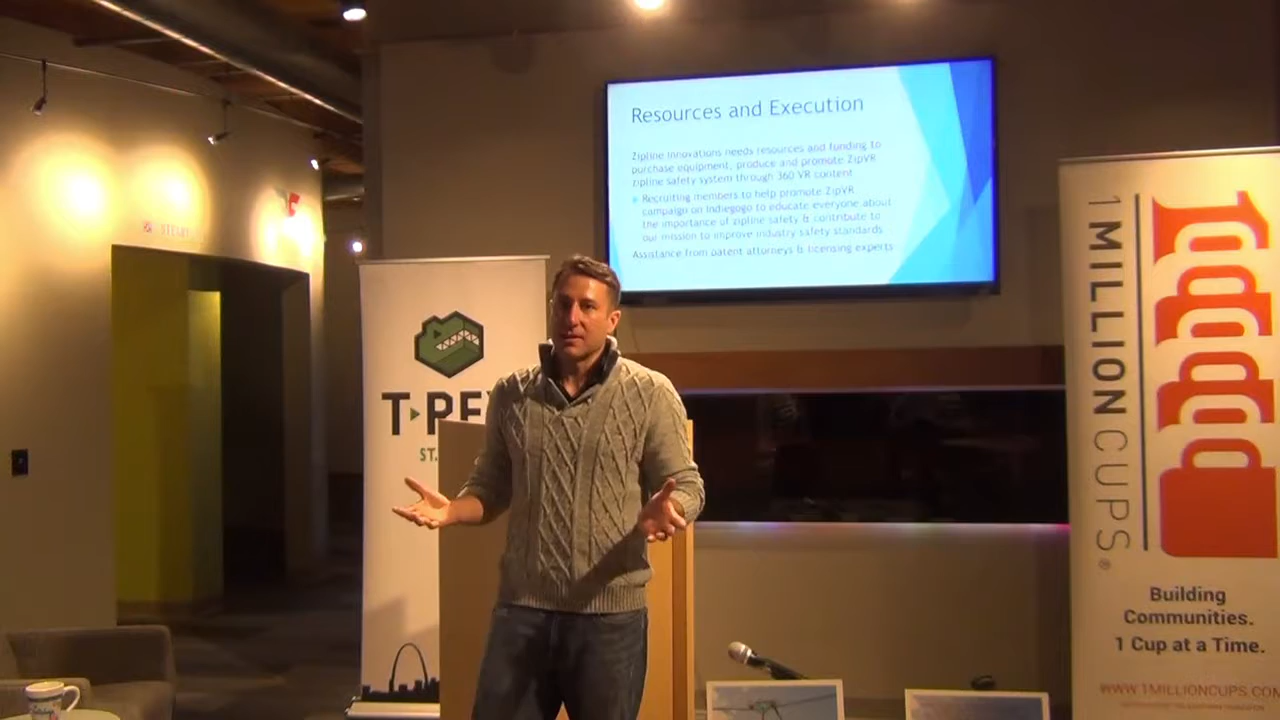 Resources and Execution
Zipline Innovations needs resources and funding to
purchase equipment, produce and promote ZipVR
zipline safety system through 360 VR content
Recruiting members to help promote ZipVR
campaign on Indiegogo to educate everyone about
the importance of zipline safety & contribute to
our mission to improve industry safety standards
Assistance from patent attorneys & licensing experts
T-REX
ST.
1 MILLION CUPS®
Building
Communities.
1 Cup at a Time.
WWW.1MILLIONCUPS.CO